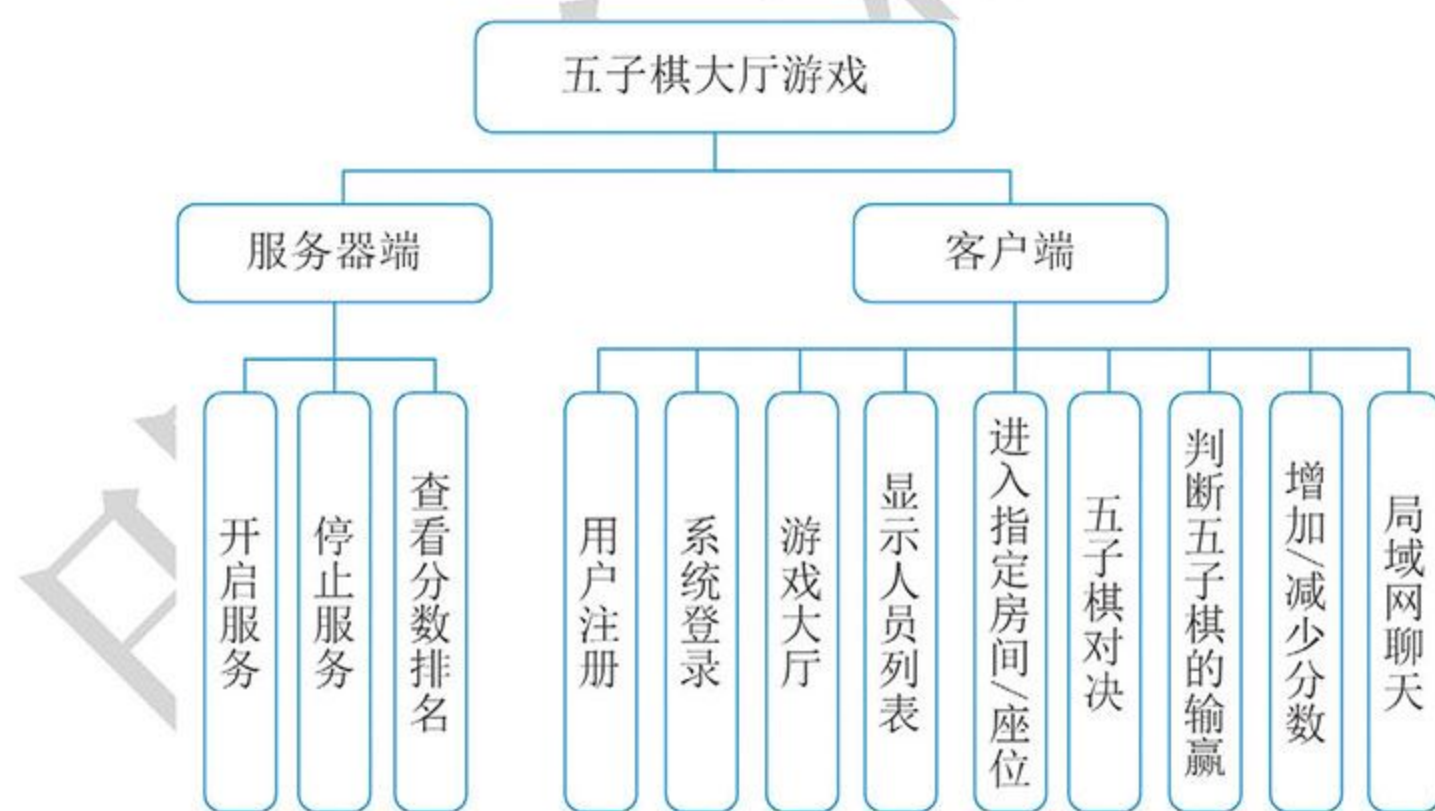 五子棋大厅游戏
服务器端
客户端
开启服务
停止服务
查看分数排名
用户注册
系统登录
游戏大厅
显示人员列表
进入指定房间/座位
五子棋对决
判断五子棋的输赢
增加/减少分数
局域网聊天